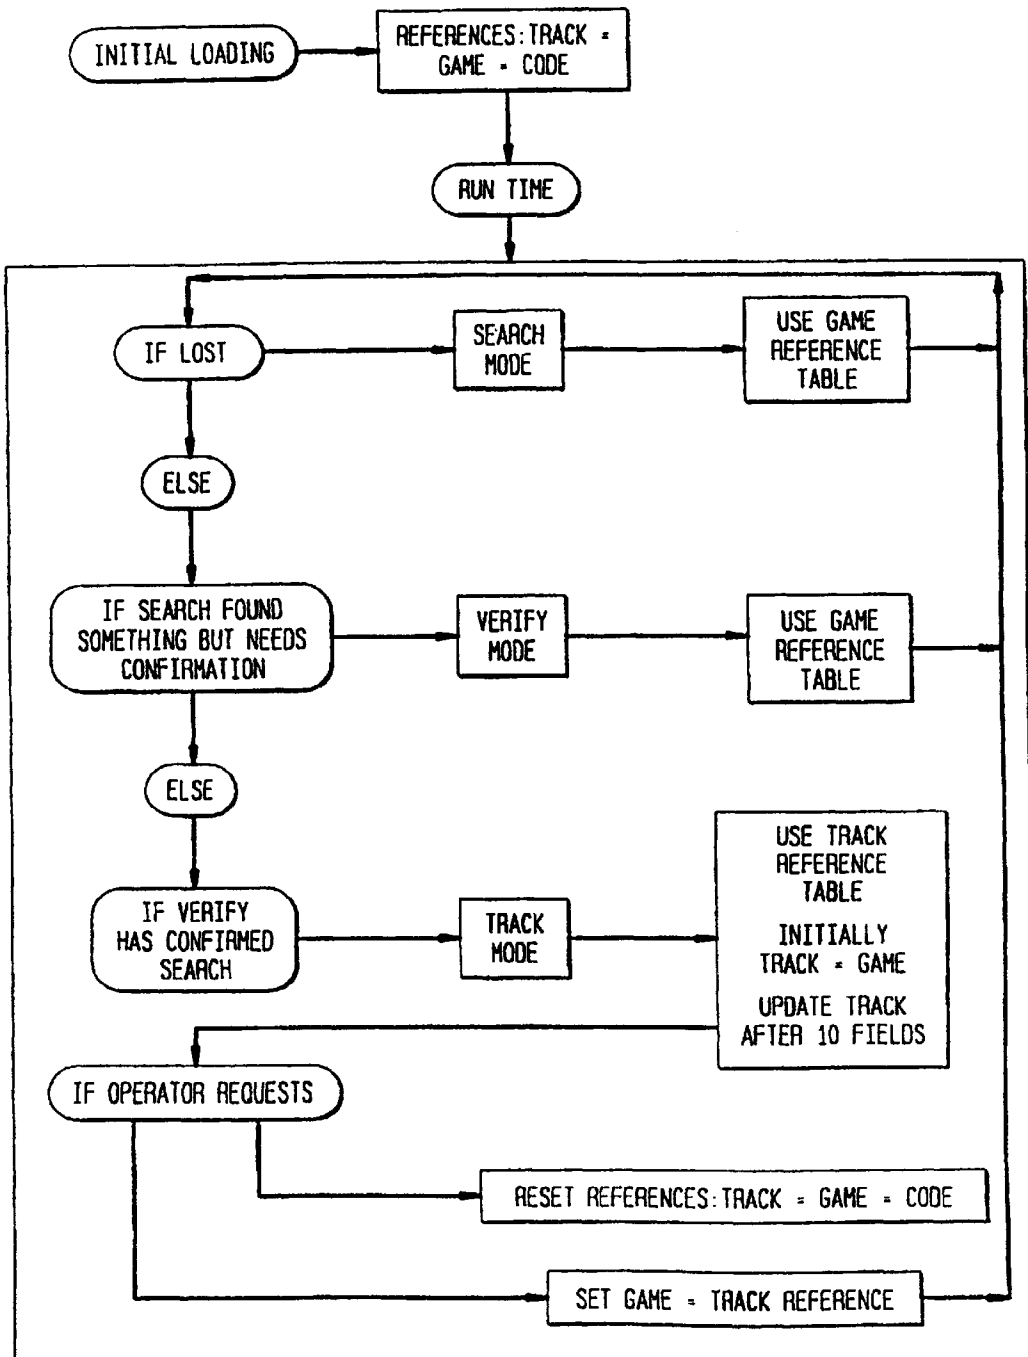 INITIAL LOADING
REFERENCES:TRACK =
GAME = CODE
RUN TIME
IF LOST
SEARCH
MODE
USE GAME
REFERENCE
TABLE
ELSE
IF SEARCH FOUND
SOMETHING BUT NEEDS
CONFIRMATION
VERIFY
MODE
USE GAME
REFERENCE
TABLE
ELSE
IF VERIFY
HAS CONFIRMED
SEARCH
TRACK
MODE
USE TRACK
REFERENCE
TABLE
INITIALLY
TRACK = GAME
UPDATE TRACK
AFTER 10 FIELDS
IF OPERATOR REQUESTS
RESET REFERENCES:TRACK = GAME = CODE
SET GAME = TRACK REFERENCE